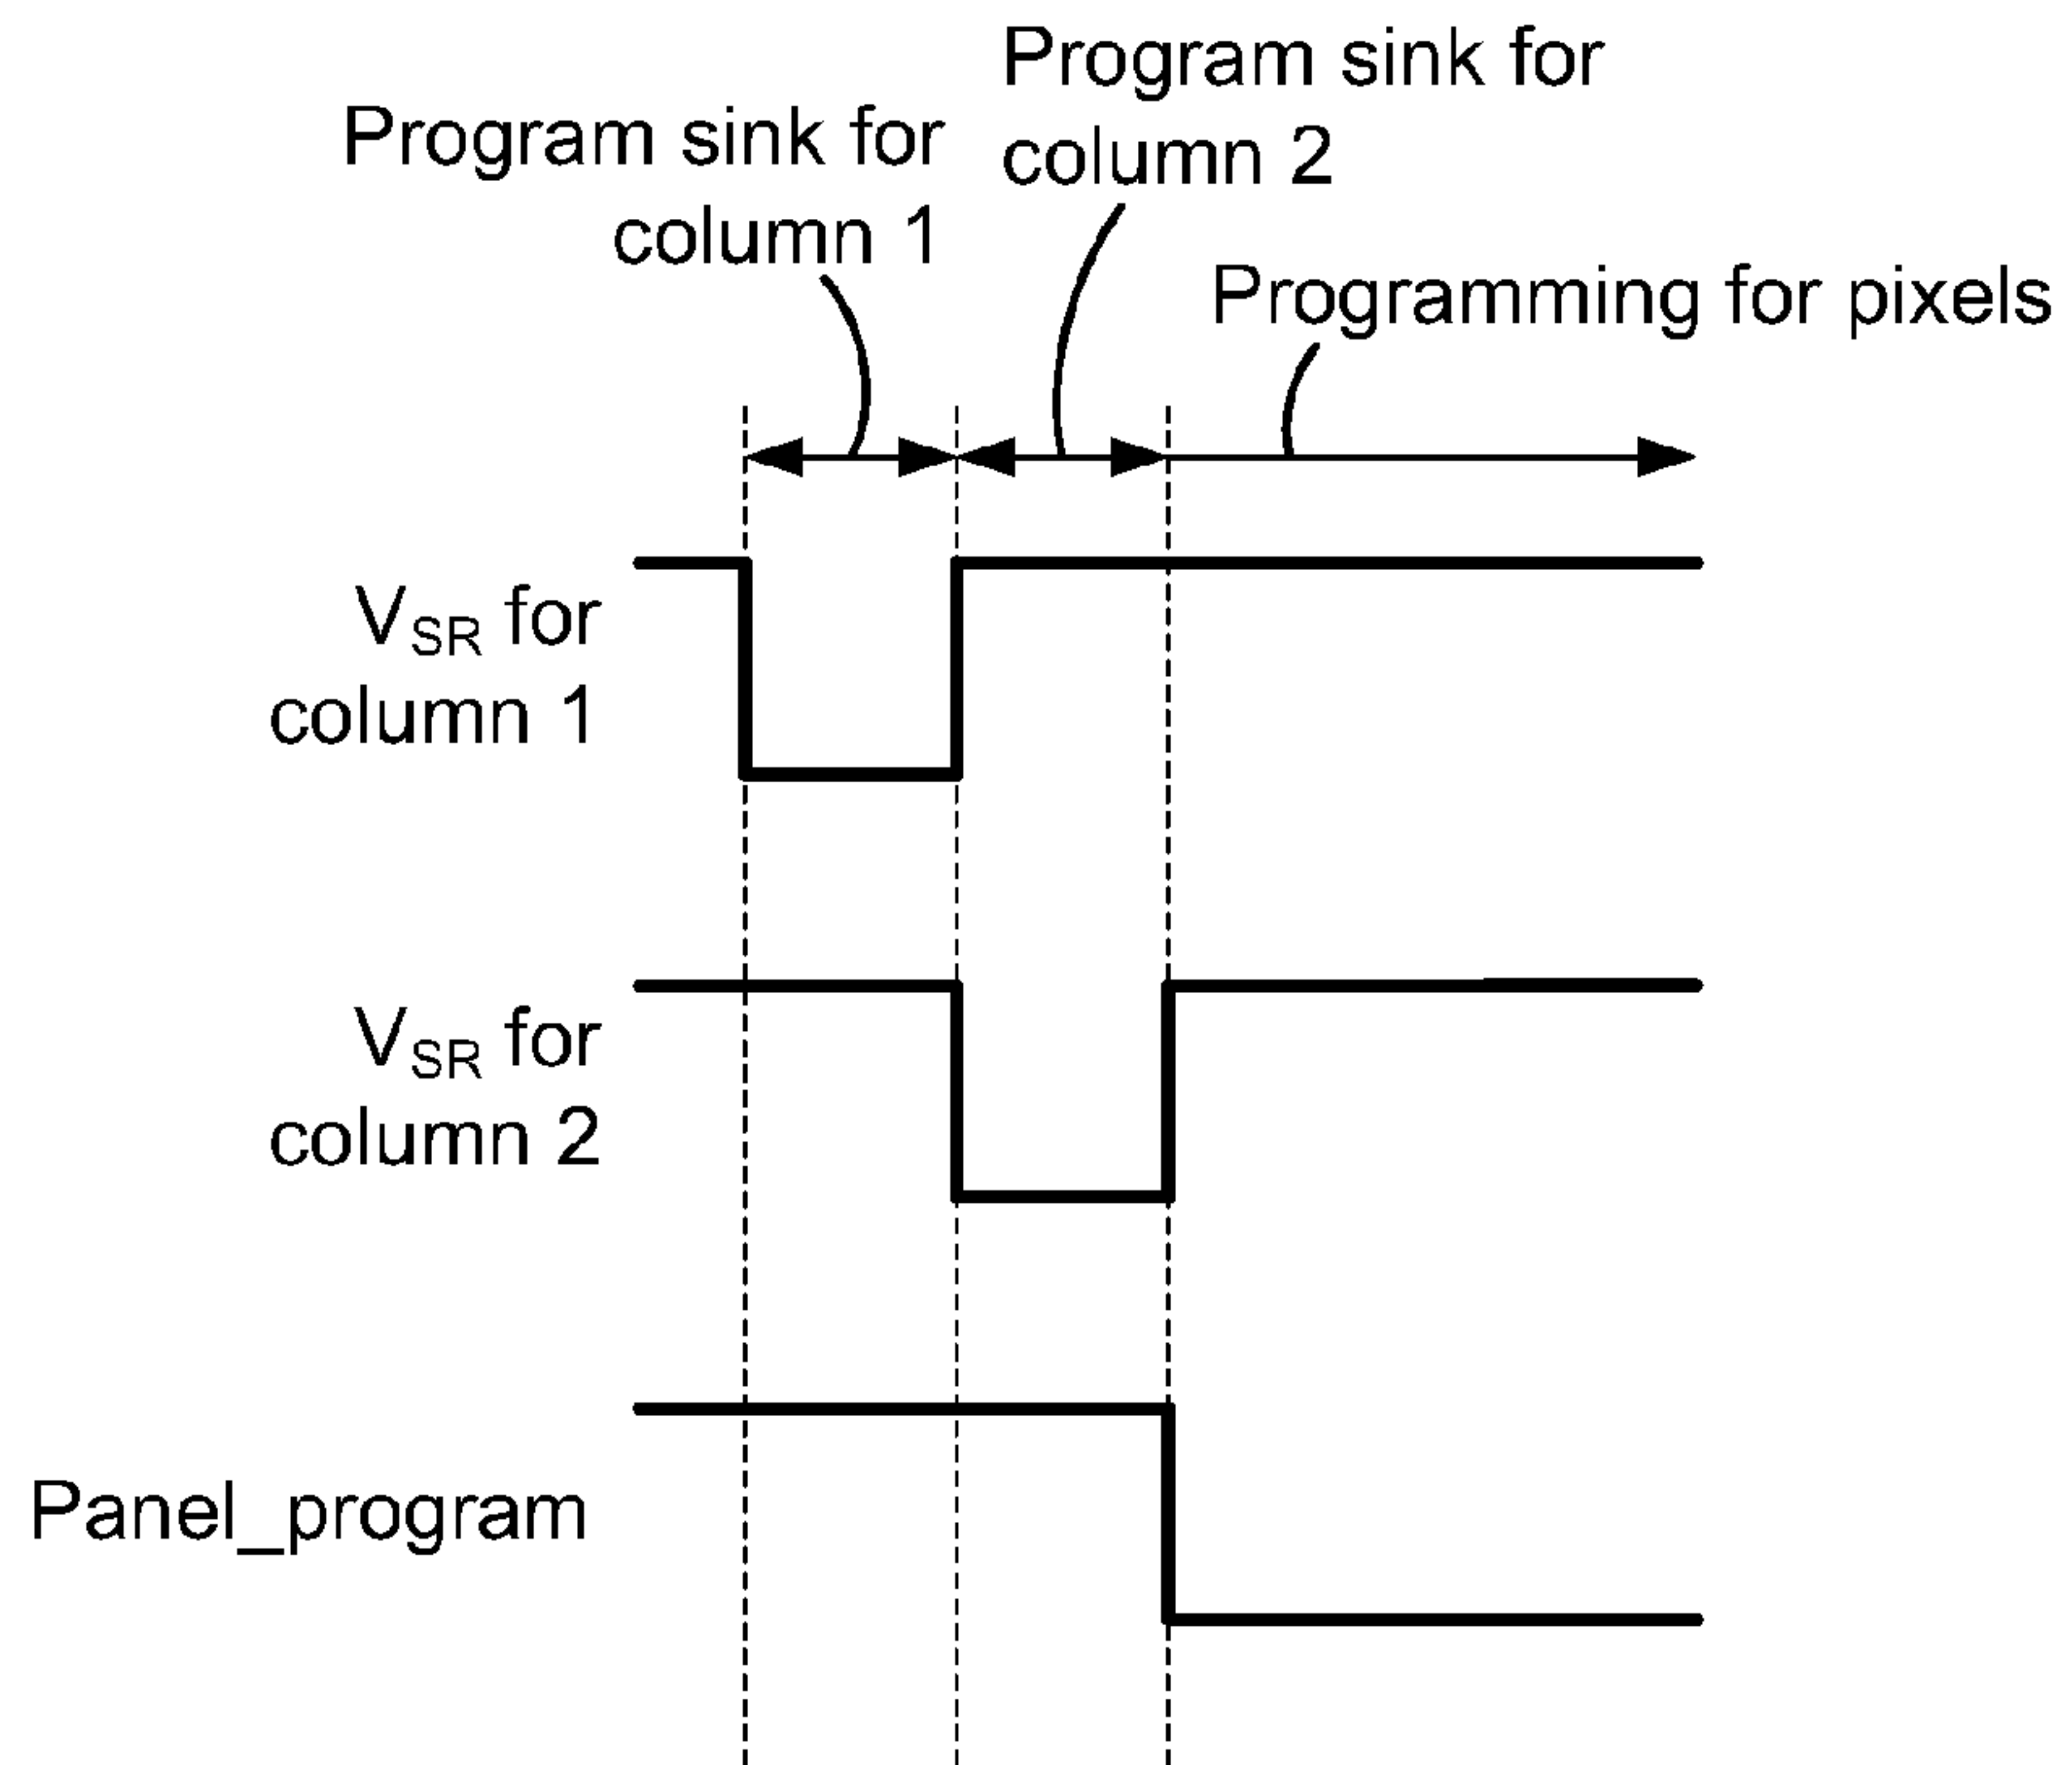 Program sink for
column 2
Program sink for
column 1
Programming for pixels
VSR for
column 1
VSR for
column 2
Panel_program